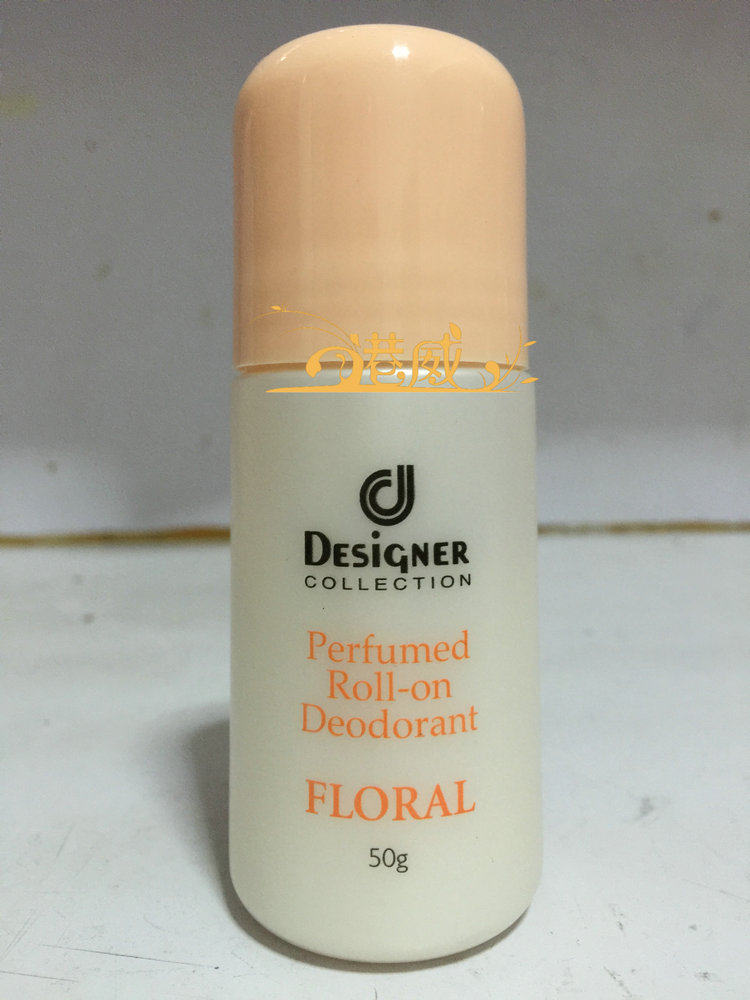 港威
DESiGNER
COLLECTION
Perfumed
Roll-on
Deodorant
FLORAL
50g